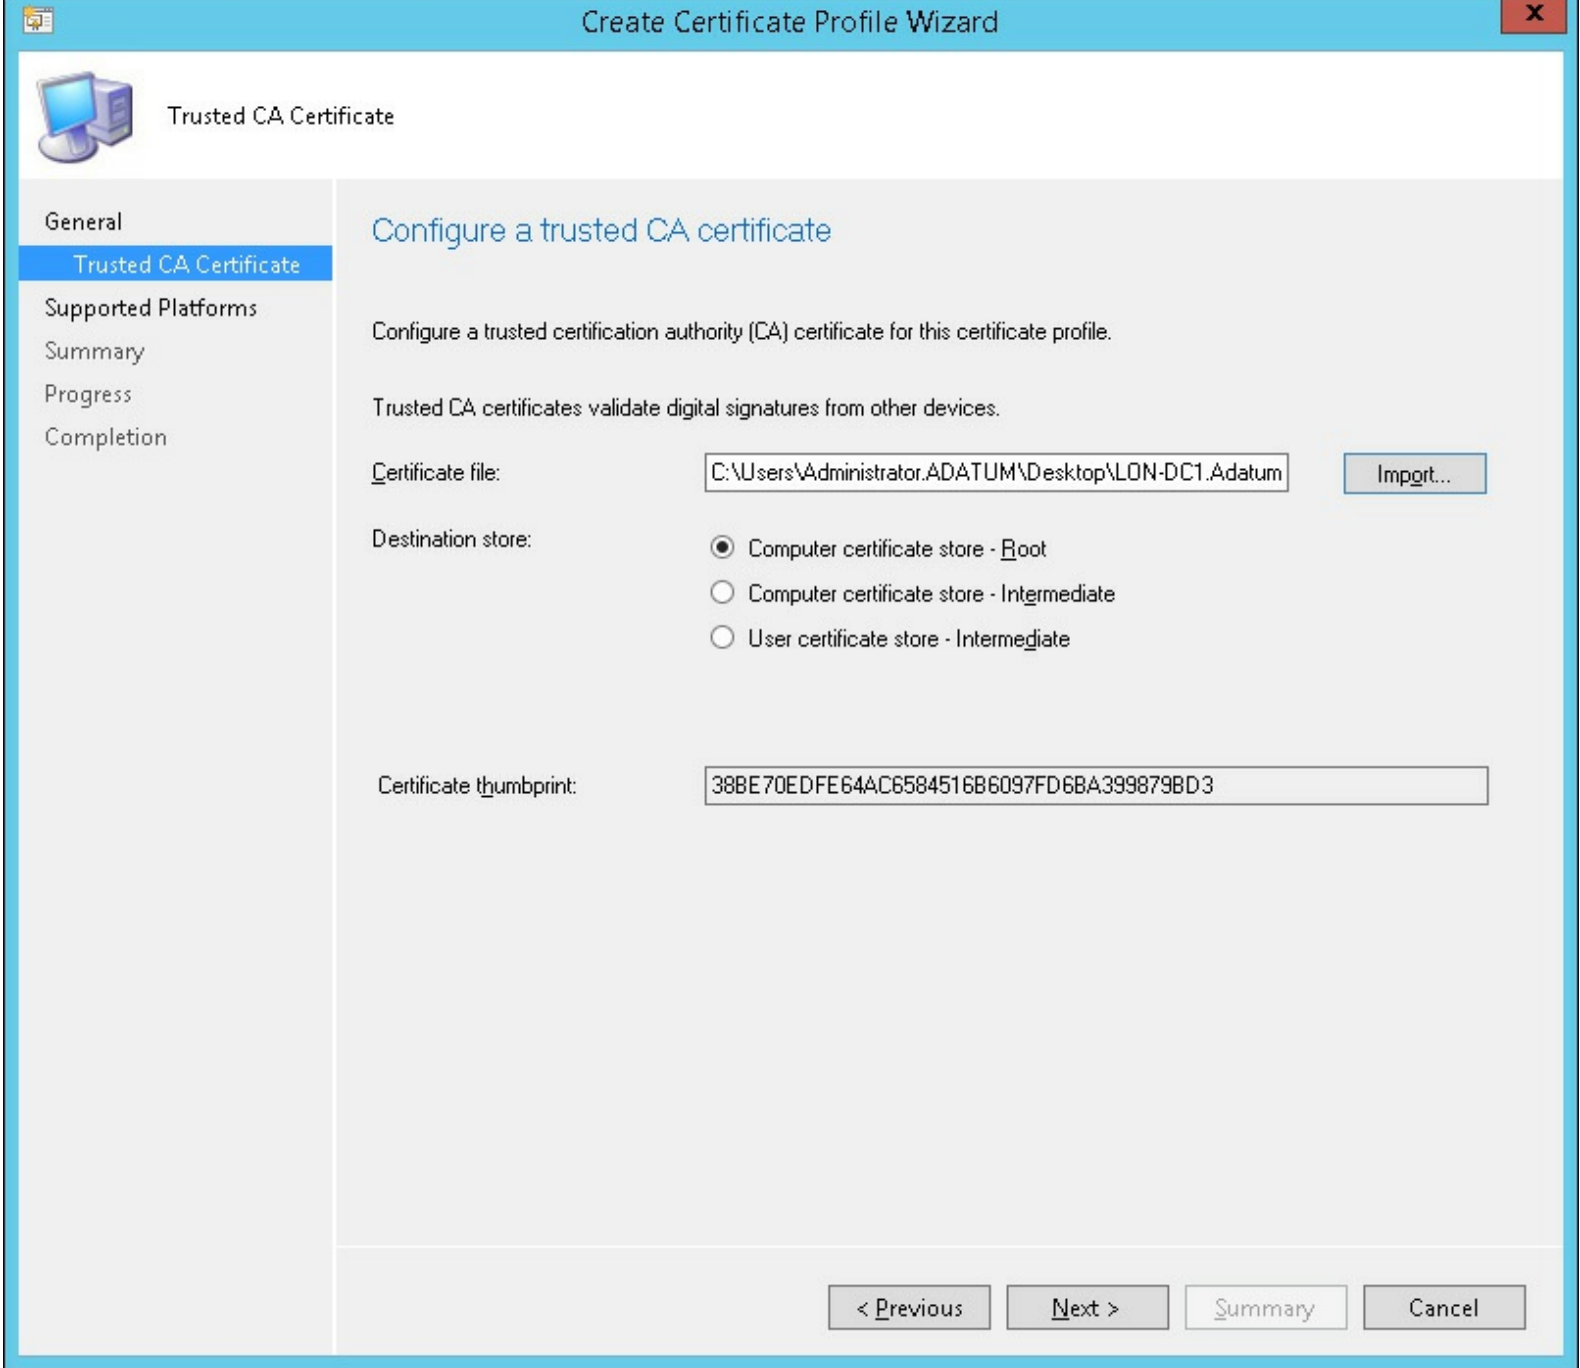 Create Certificate Profile Wizard
x
Trusted CA Certificate
General
Trusted CA Certificate
Supported Platforms
Summary
Progress
Completion
Configure a trusted CA certificate
Configure a trusted certification authority (CA) certificate for this certificate profile.
Trusted CA certificates validate digital signatures from other devices.
Certificate file: C:\Users\Administrator.ADATUM\Desktop\LON-DC1.Adatum Import...
Destination store:
Computer certificate store - Root
Computer certificate store - Intermediate
User certificate store - Intermediate
Certificate thumbprint: 38BE70EDFE64AC6584516B6097FD6BA399879BD3
< Previous Next > Summary Cancel